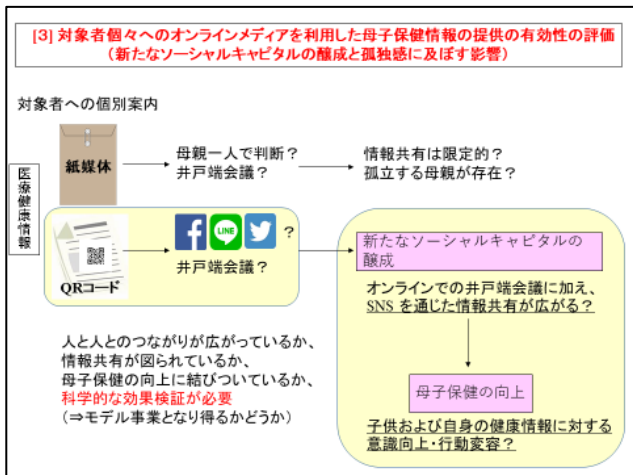 [3] 対象者個々へのオンラインメディアを利用した母子保健情報の提供の有効性の評価
（新たなソーシャルキャピタルの醸成と孤独感に及ぼす影響）
対象者への個別案内
医療健康情報
紙媒体
母親一人で判断？
井戸端会議？
情報共有は限定的？
孤立する母親が存在？
QRコード
LINE
？
井戸端会議？
新たなソーシャルキャピタルの
醸成
オンラインでの井戸端会議に加え、
SNS を通じた情報共有が広がる？
母子保健の向上
子供および自身の健康情報に対する
意識向上・行動変容？
人と人とのつながりが広がっているか、
情報共有が図られているか、
母子保健の向上に結びついているか、
科学的な効果検証が必要
（⇒モデル事業となり得るかどうか）